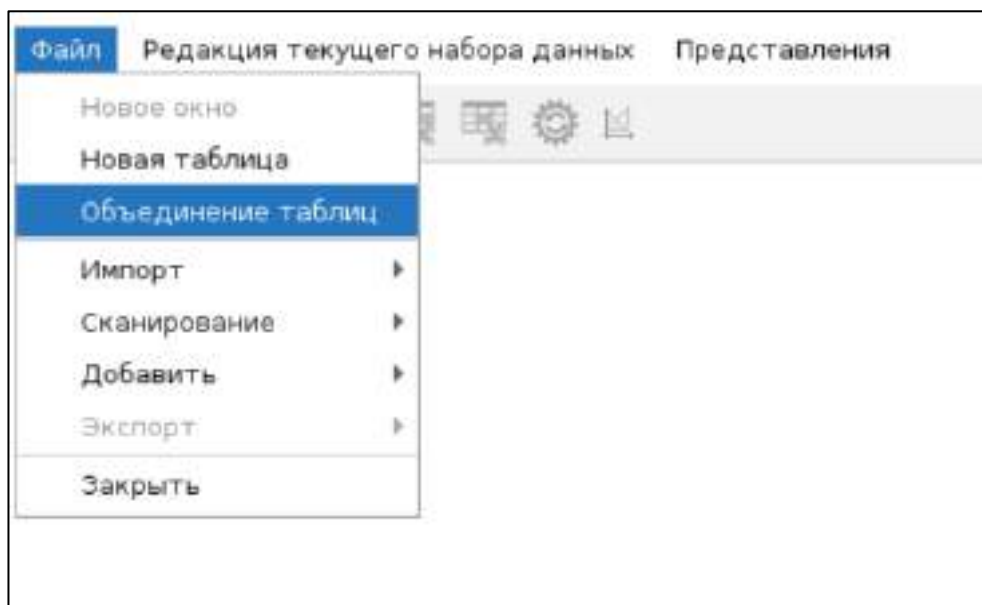 Файл Редакция текущего набора данных Представления
Новое окно
Новая таблица
Объединение таблиц
Импорт
Сканирование
Добавить
Экспорт
Закрыть